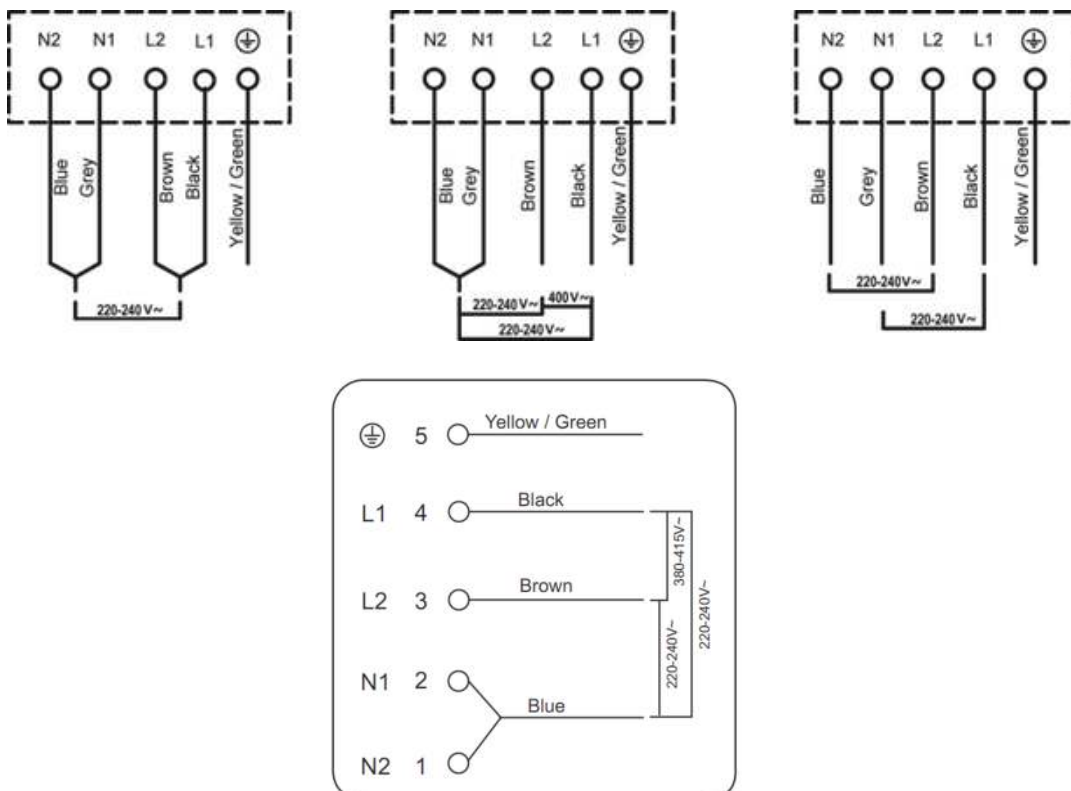 N2 N1 L2 L1
Blue
Grey
Brown
Black
Yellow / Green
220-240V~
N2 N1 L2 L1
Blue
Grey
Brown
Black
Yellow / Green
220-240V~ 400V~
220-240V~
N2 N1 L2 L1
Blue
Grey
Brown
Black
Yellow / Green
220-240V~
220-240V~
5 Yellow / Green
L1 4 Black
L2 3 Brown
N1 2
Blue
N2 1
380-415V~
220-240V~
220-240V~